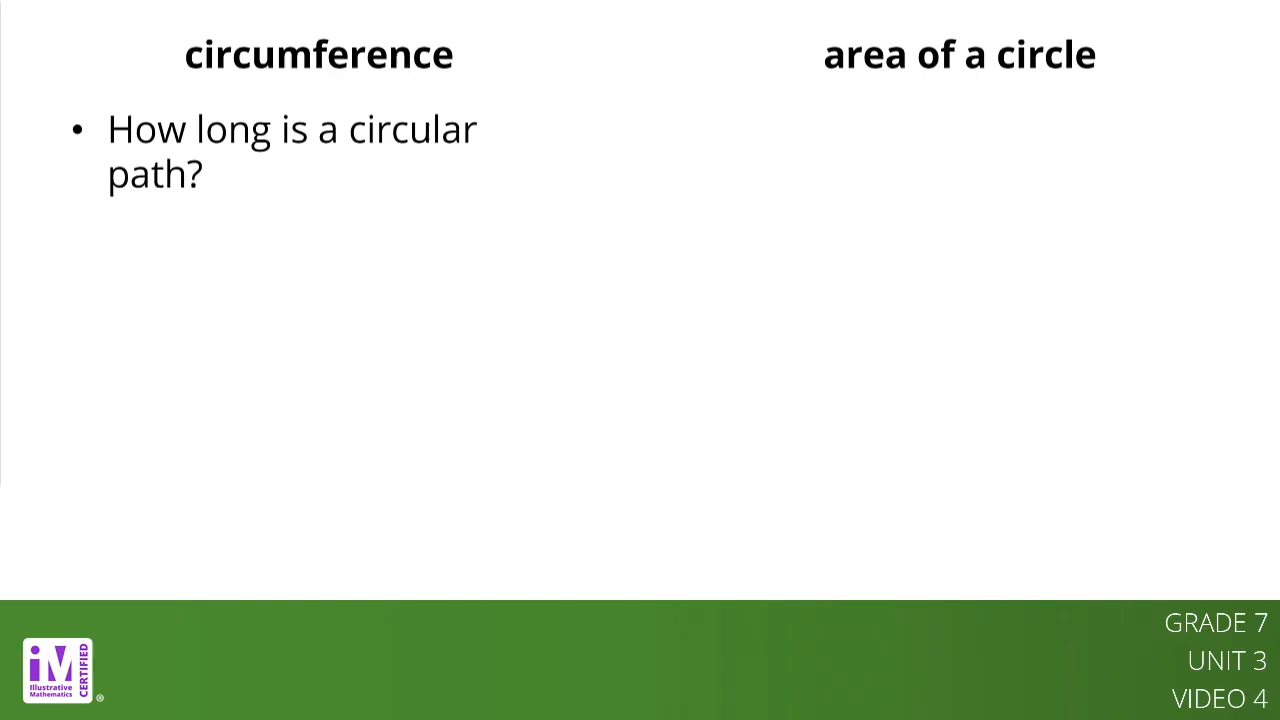 circumference
area of a circle
• How long is a circular
path?
GRADE 7
UNIT 3
VIDEO 4
iM
Illustrative
Mathematics
CERTIFIED
®